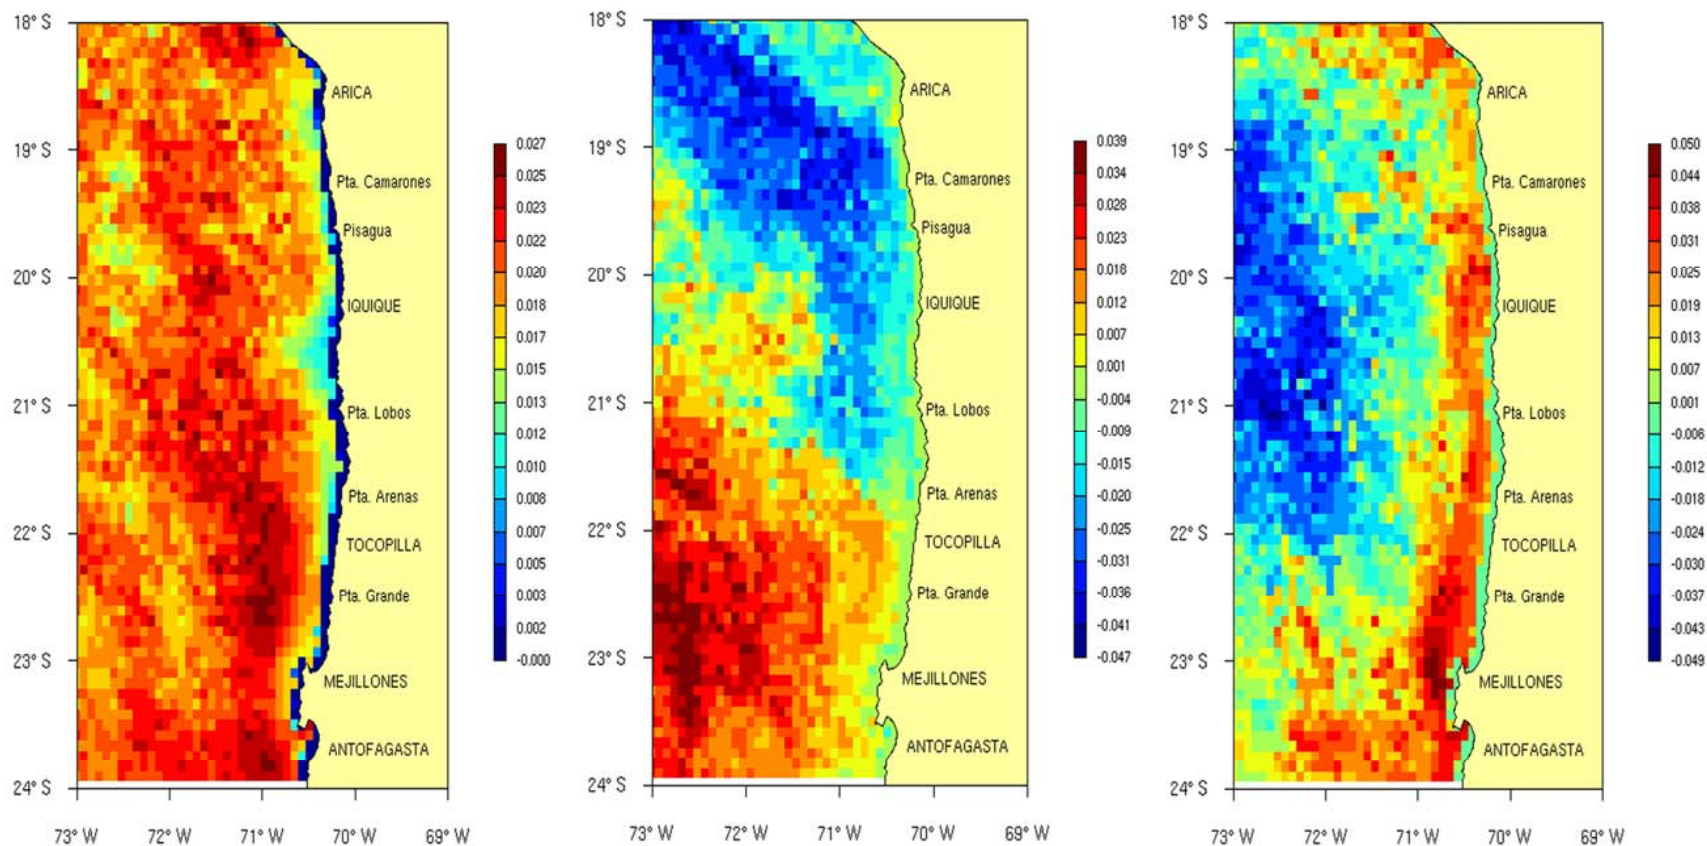 18° S
19° S
20° S
21° S
22° S
23° S
24° S
73° W 72° W 71° W 70° W 69° W
ARICA
Pta. Camarones
Pisagua
IQUIQUE
Pta. Lobos
Pta. Arenas
TOCOPILLA
Pta. Grande
MEJILLONES
ANTOFAGASTA
0.027
0.025
0.023
0.022
0.020
0.018
0.017
0.015
0.013
0.012
0.010
0.008
0.007
0.005
0.003
0.002
-0.000
18° S
19° S
20° S
21° S
22° S
23° S
24° S
73° W 72° W 71° W 70° W 69° W
ARICA
Pta. Camarones
Pisagua
IQUIQUE
Pta. Lobos
Pta. Arenas
TOCOPILLA
Pta. Grande
MEJILLONES
ANTOFAGASTA
0.039
0.034
0.028
0.023
0.018
0.012
0.007
0.001
-0.004
-0.009
-0.015
-0.020
-0.025
-0.031
-0.036
-0.041
-0.047
18° S
19° S
20° S
21° S
22° S
23° S
24° S
73° W 72° W 71° W 70° W 69° W
ARICA
Pta. Camarones
Pisagua
IQUIQUE
Pta. Lobos
Pta. Arenas
TOCOPILLA
Pta. Grande
MEJILLONES
ANTOFAGASTA
0.050
0.044
0.038
0.031
0.025
0.019
0.013
0.007
0.001
-0.006
-0.012
-0.018
-0.024
-0.030
-0.037
-0.043
-0.049